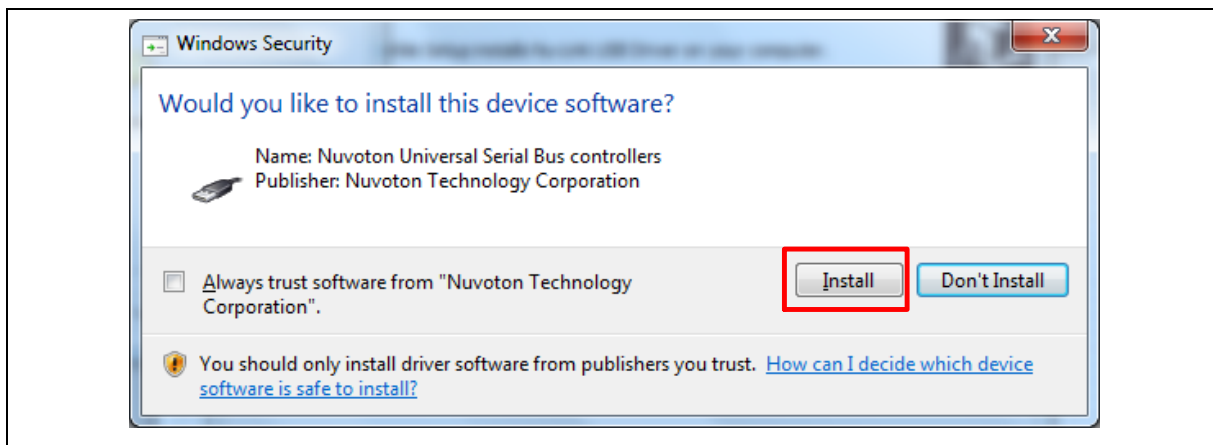 Windows Security
Would you like to install this device software?
Name: Nuvoton Universal Serial Bus controllers
Publisher: Nuvoton Technology Corporation
Always trust software from "Nuvoton Technology
Corporation".
Install
Don't Install
You should only install driver software from publishers you trust. How can I decide which device
software is safe to install?